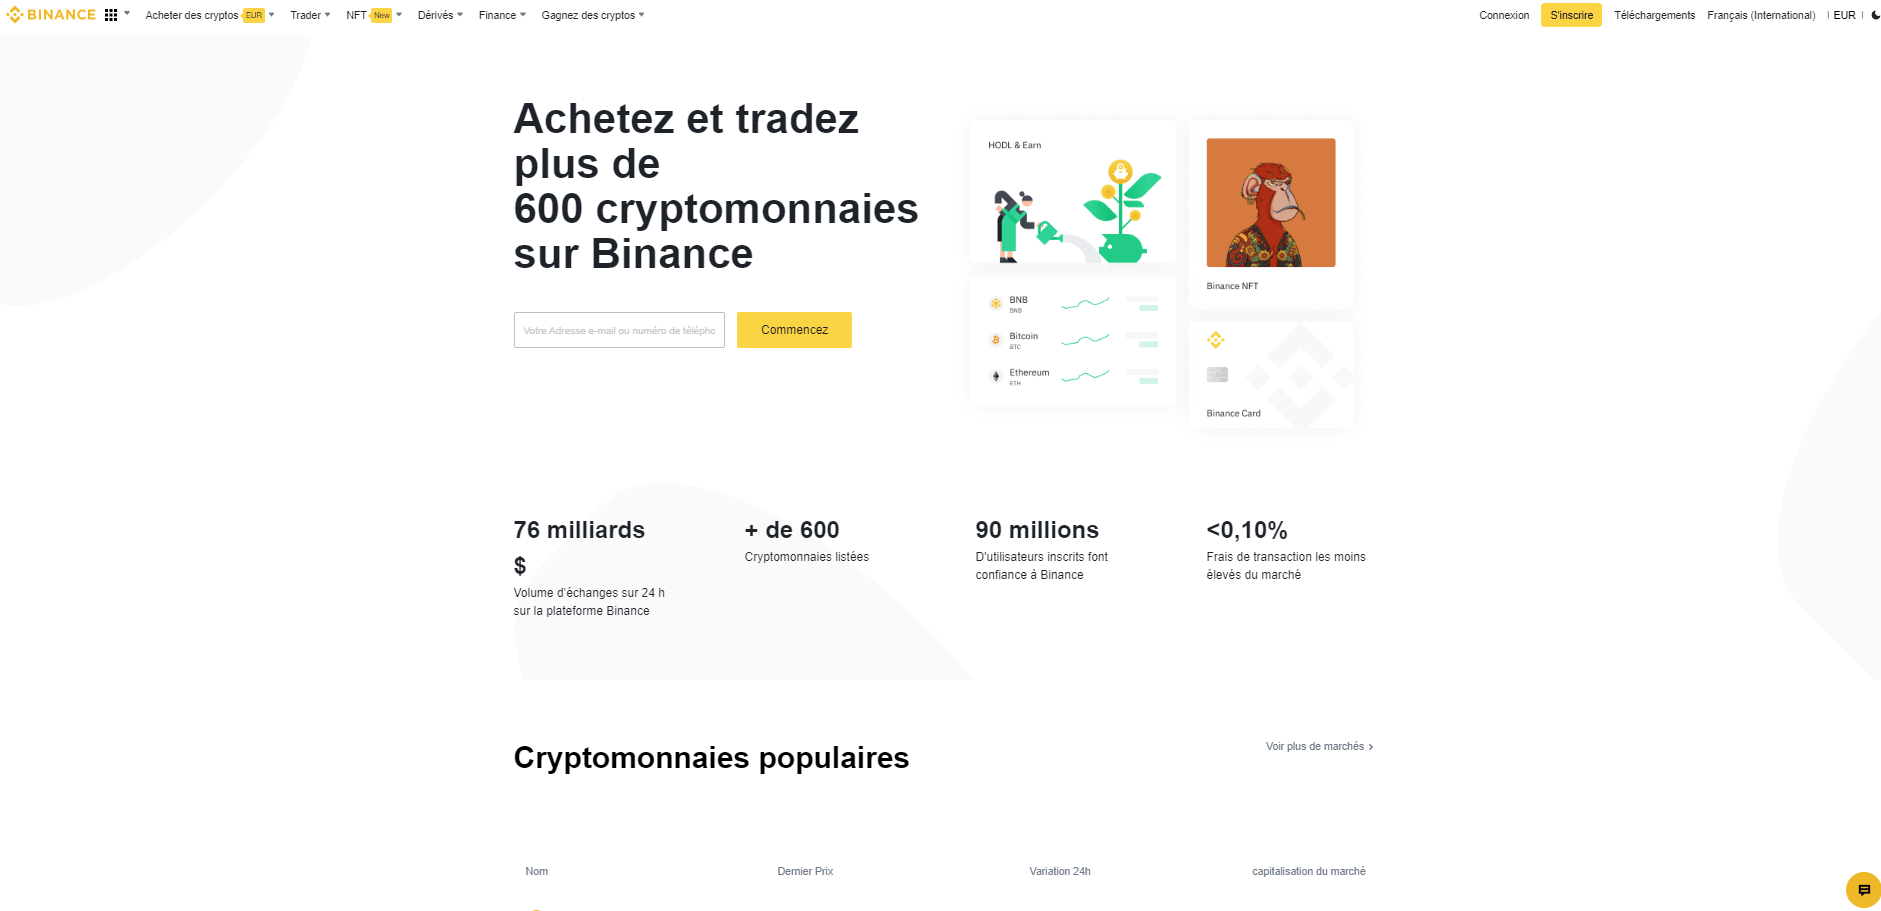 BINANCE
Acheter des cryptos EUR
Trader
NFT New
Dérivés
Finance
Gagnez des cryptos
Connexion
S'inscrire
Téléchargements
Français (International)
EUR
Achetez et tradez
plus de
600 cryptomonnaies
sur Binance
Votre Adresse e-mail ou numéro de télépho
Commencez
HODL & Earn
BNB
BNB
Bitcoin
BTC
Ethereum
ETH
Binance NFT
Binance Card
76 milliards
$
Volume d'échanges sur 24 h
sur la plateforme Binance
+ de 600
Cryptomonnaies listées
90 millions
D'utilisateurs inscrits font
confiance à Binance
<0,10%
Frais de transaction les moins
élevés du marché
Cryptomonnaies populaires
Voir plus de marchés
Nom
Dernier Prix
Variation 24h
capitalisation du marché